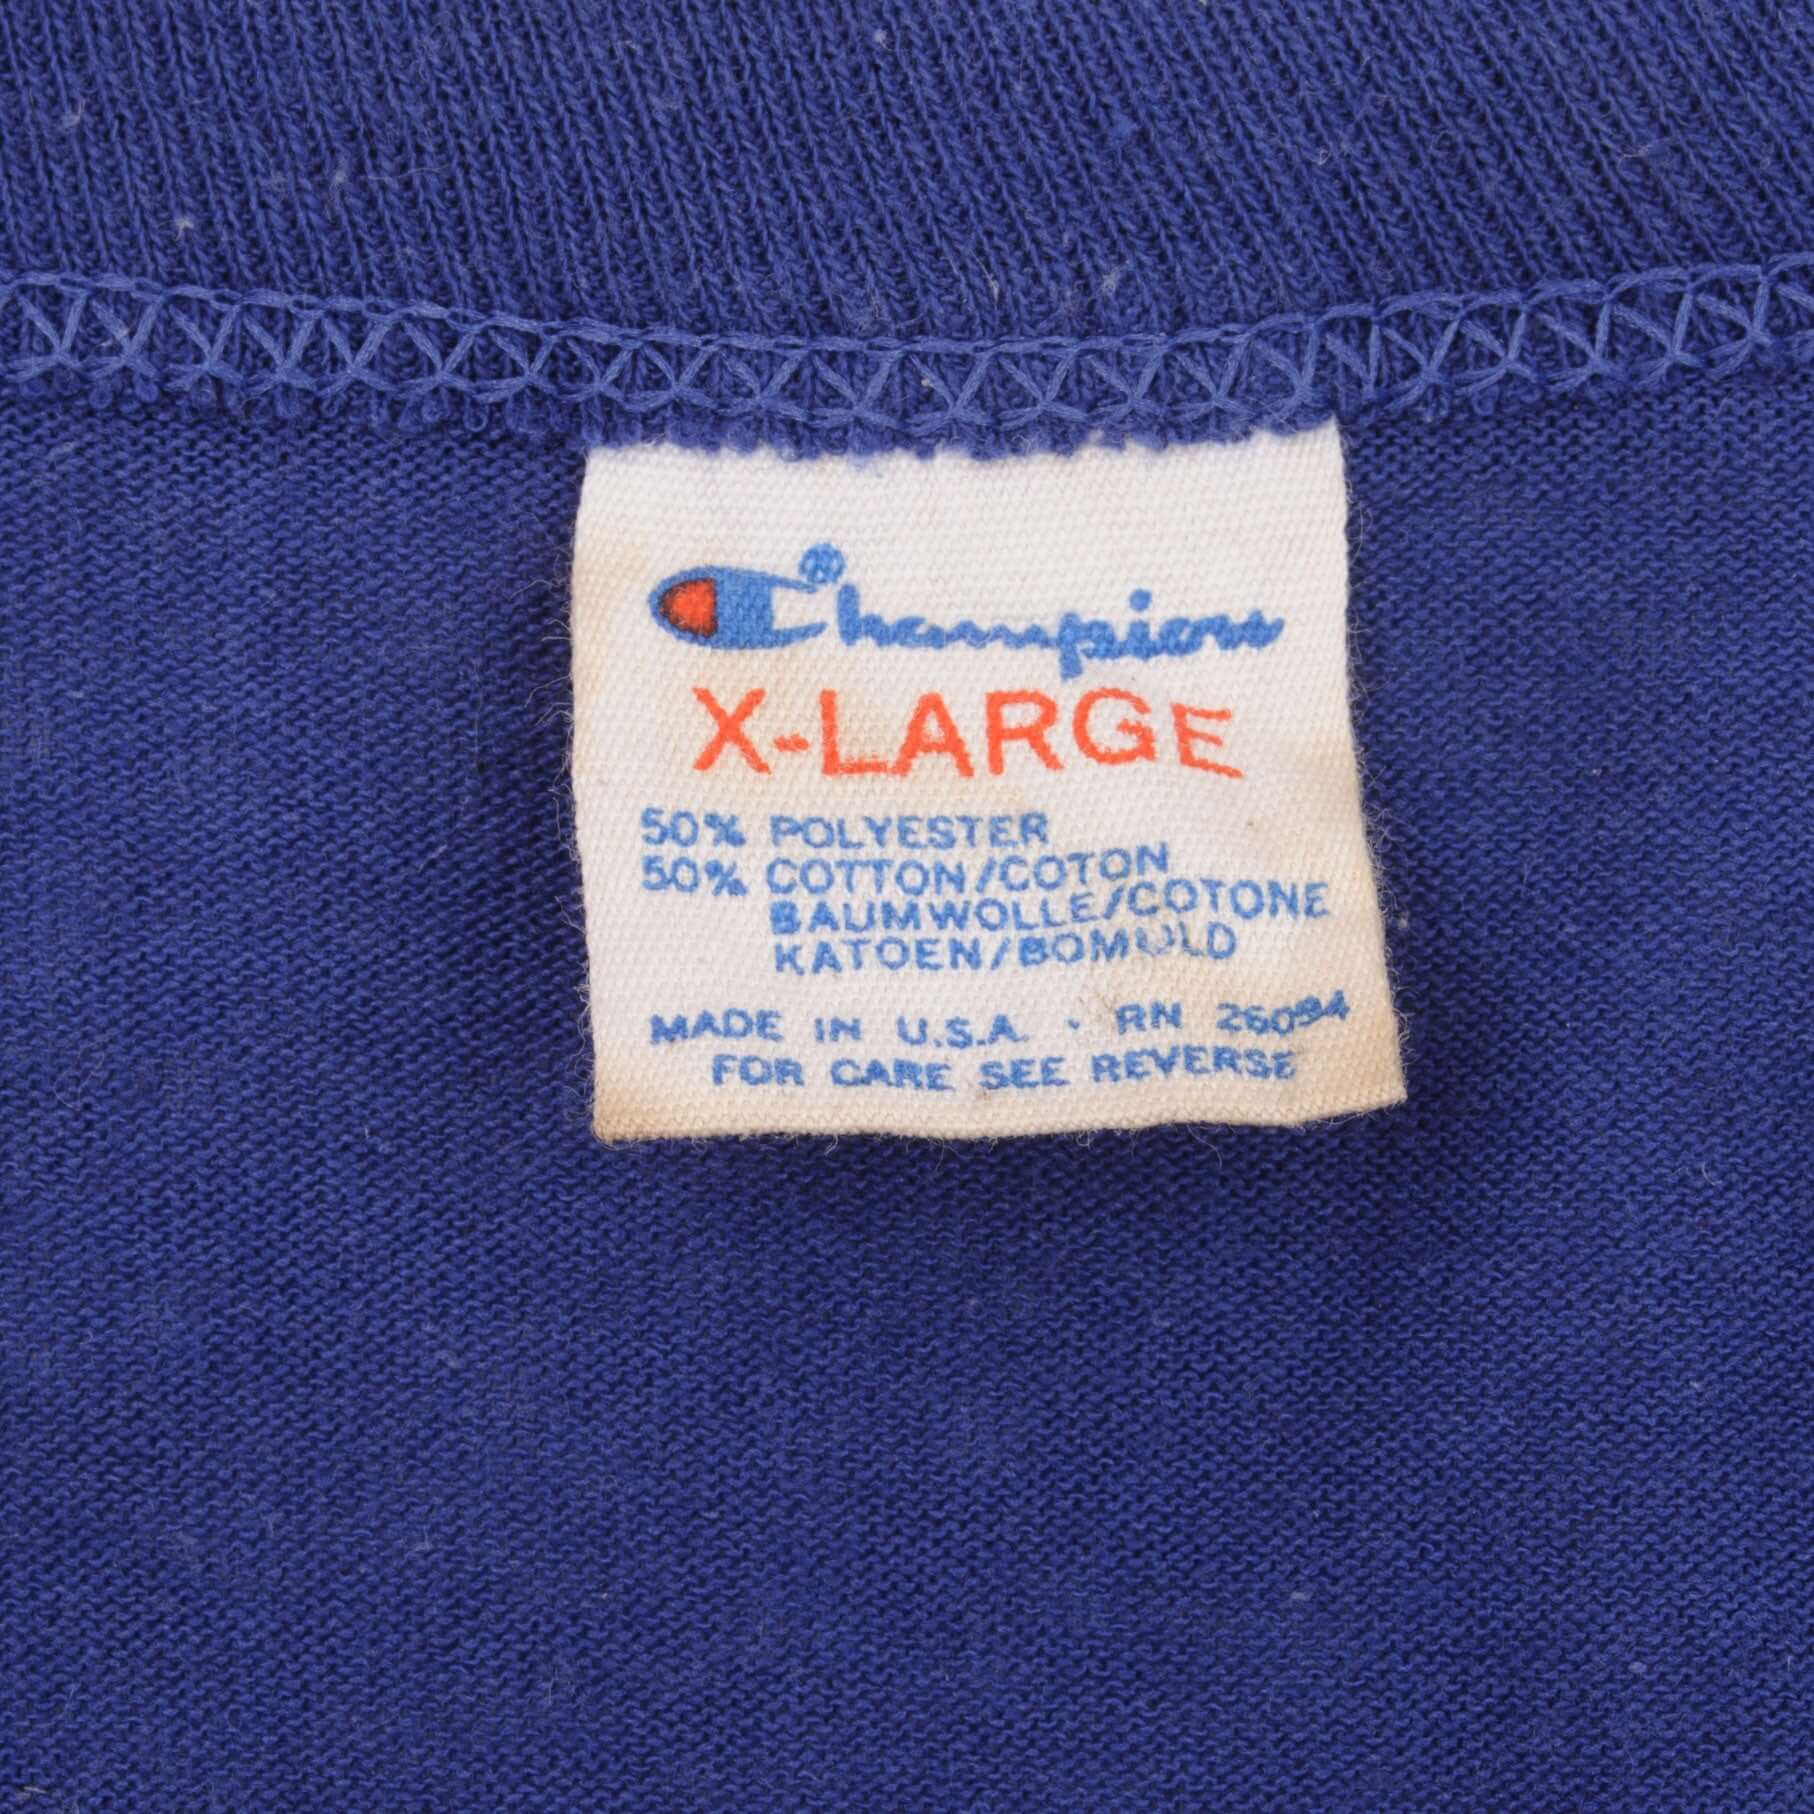 Champion®
X-LARGE
50% POLYESTER
50% COTTON/COTON
BAUMWOLLE/COTONE
KATOEN/BOMULD
MADE IN U.S.A. · RN 26094
FOR CARE SEE REVERSE